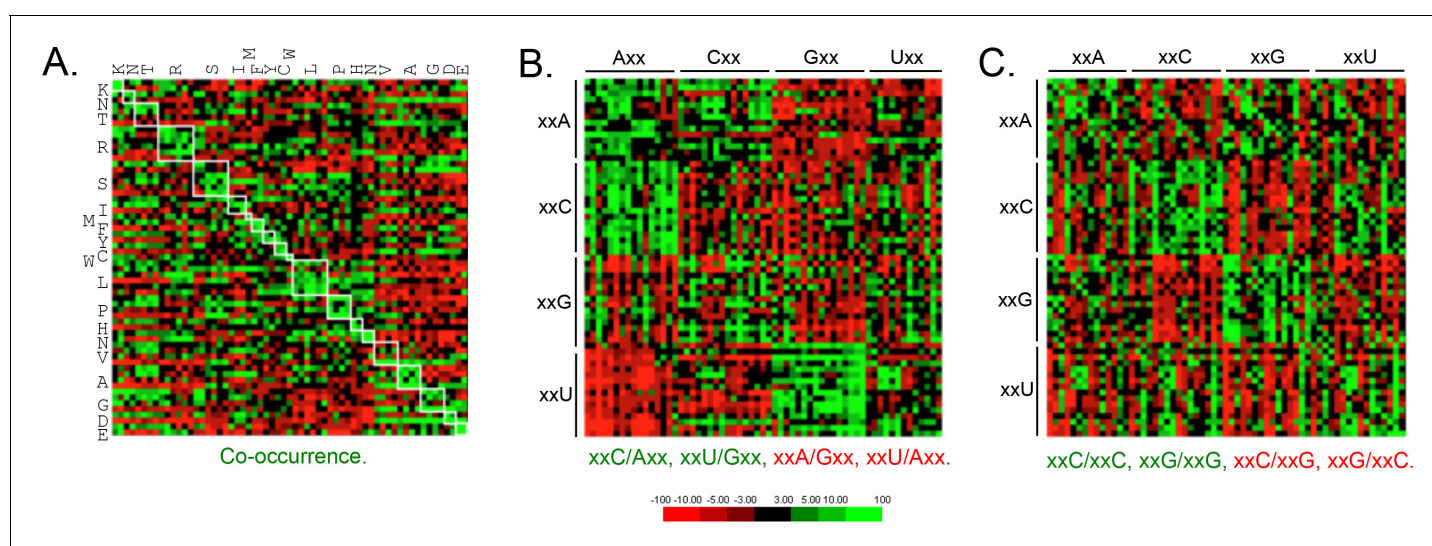 A.
K N T R S I M F Y C W L P H N V A G D E
K
N
T
R
S
I
M
F
Y
C
W
L
P
H
N
V
A
G
D
E
Co-occurrence.
B.
Axx Cxx Gxx Uxx
xxA
xxC
xxG
xxU
xxC/Axx, xxU/Gxx, xxA/Gxx, xxU/Axx.
C.
xxA xxC xxG xxU
xxA
xxC
xxG
xxU
xxC/xxC, xxG/xxG, xxC/xxG, xxG/xxC.
-100 -10.00 -5.00 -3.00 3.00 5.00 10.00 100